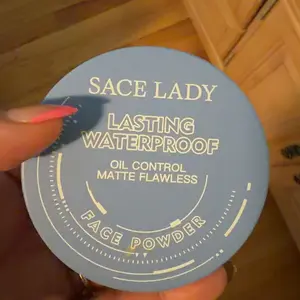 SACE LADY
LASTING
WATERPROOF
OIL CONTROL
MATTE FLAWLESS
FACE POWDER